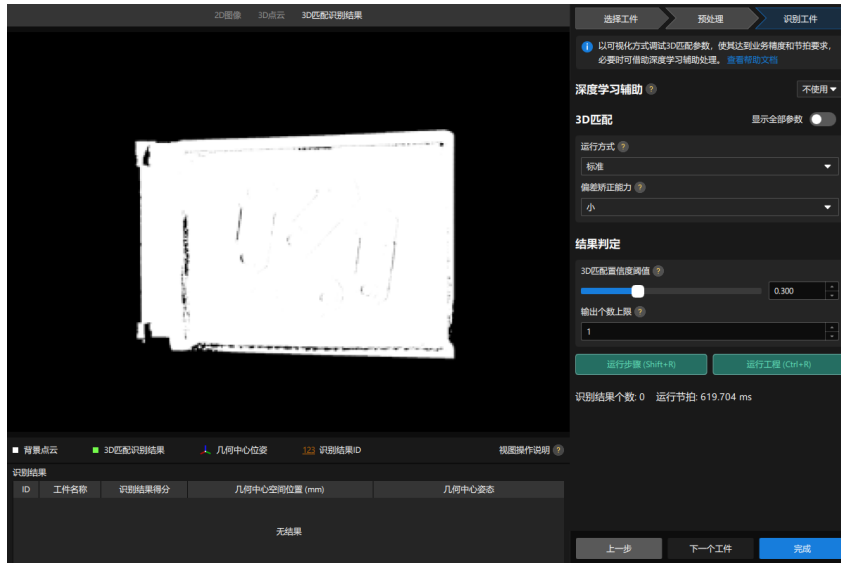 2D图像 3D点云 3D匹配识别结果
选择工件 预处理 识别工件
以可视化方式调试3D匹配参数，使其达到业务精度和节拍要求，
必要时可借助深度学习辅助处理。 查看帮助文档
深度学习辅助 ? 不使用
3D匹配 显示全部参数
运行方式 ?
标准
偏差矫正能力 ?
小
结果判定
3D匹配置信度阈值 ?
0.300
输出个数上限 ?
1
运行步骤 (Shift+R) 运行工程 (Ctrl+R)
识别结果个数: 0 运行节拍: 619.704 ms
背景点云 3D匹配识别结果 几何中心位姿 123 识别结果ID 视图操作说明 ?
识别结果
ID 工件名称 识别结果得分 几何中心空间位置 (mm) 几何中心姿态
无结果
上一步 下一个工件 完成